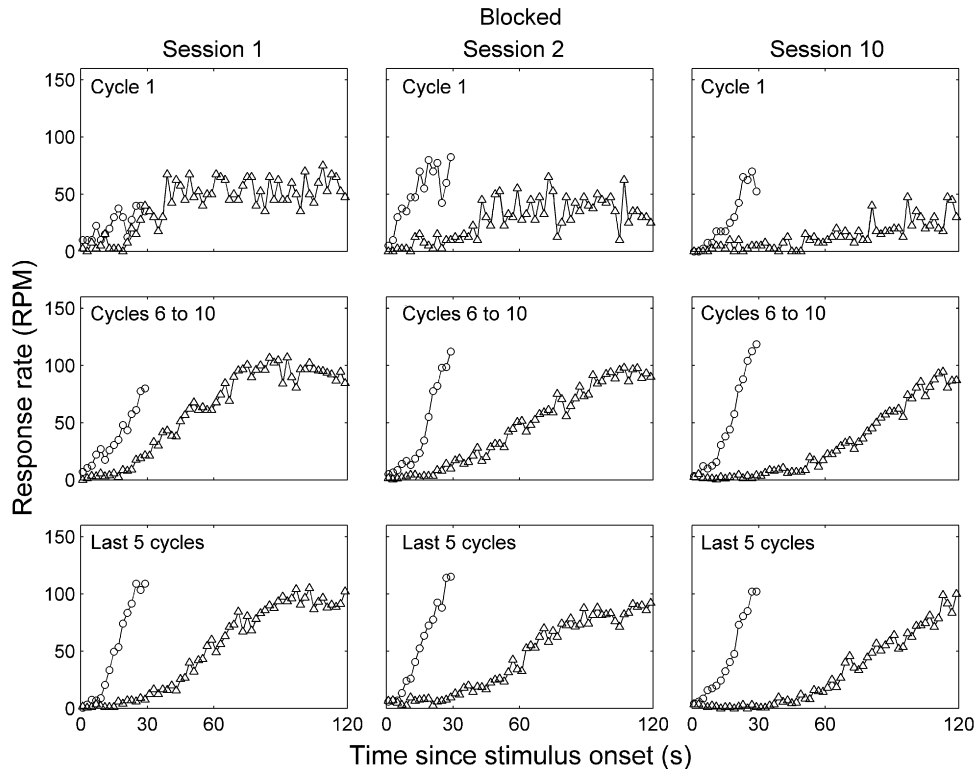 Blocked
Session 1 Session 2 Session 10
Response rate (RPM)
150 Cycle 1 Cycle 1 Cycle 1
100
50
0
150 Cycles 6 to 10 Cycles 6 to 10 Cycles 6 to 10
100
50
0
150 Last 5 cycles Last 5 cycles Last 5 cycles
100
50
0
0 30 60 120 0 30 60 120 0 30 60 120
Time since stimulus onset (s)